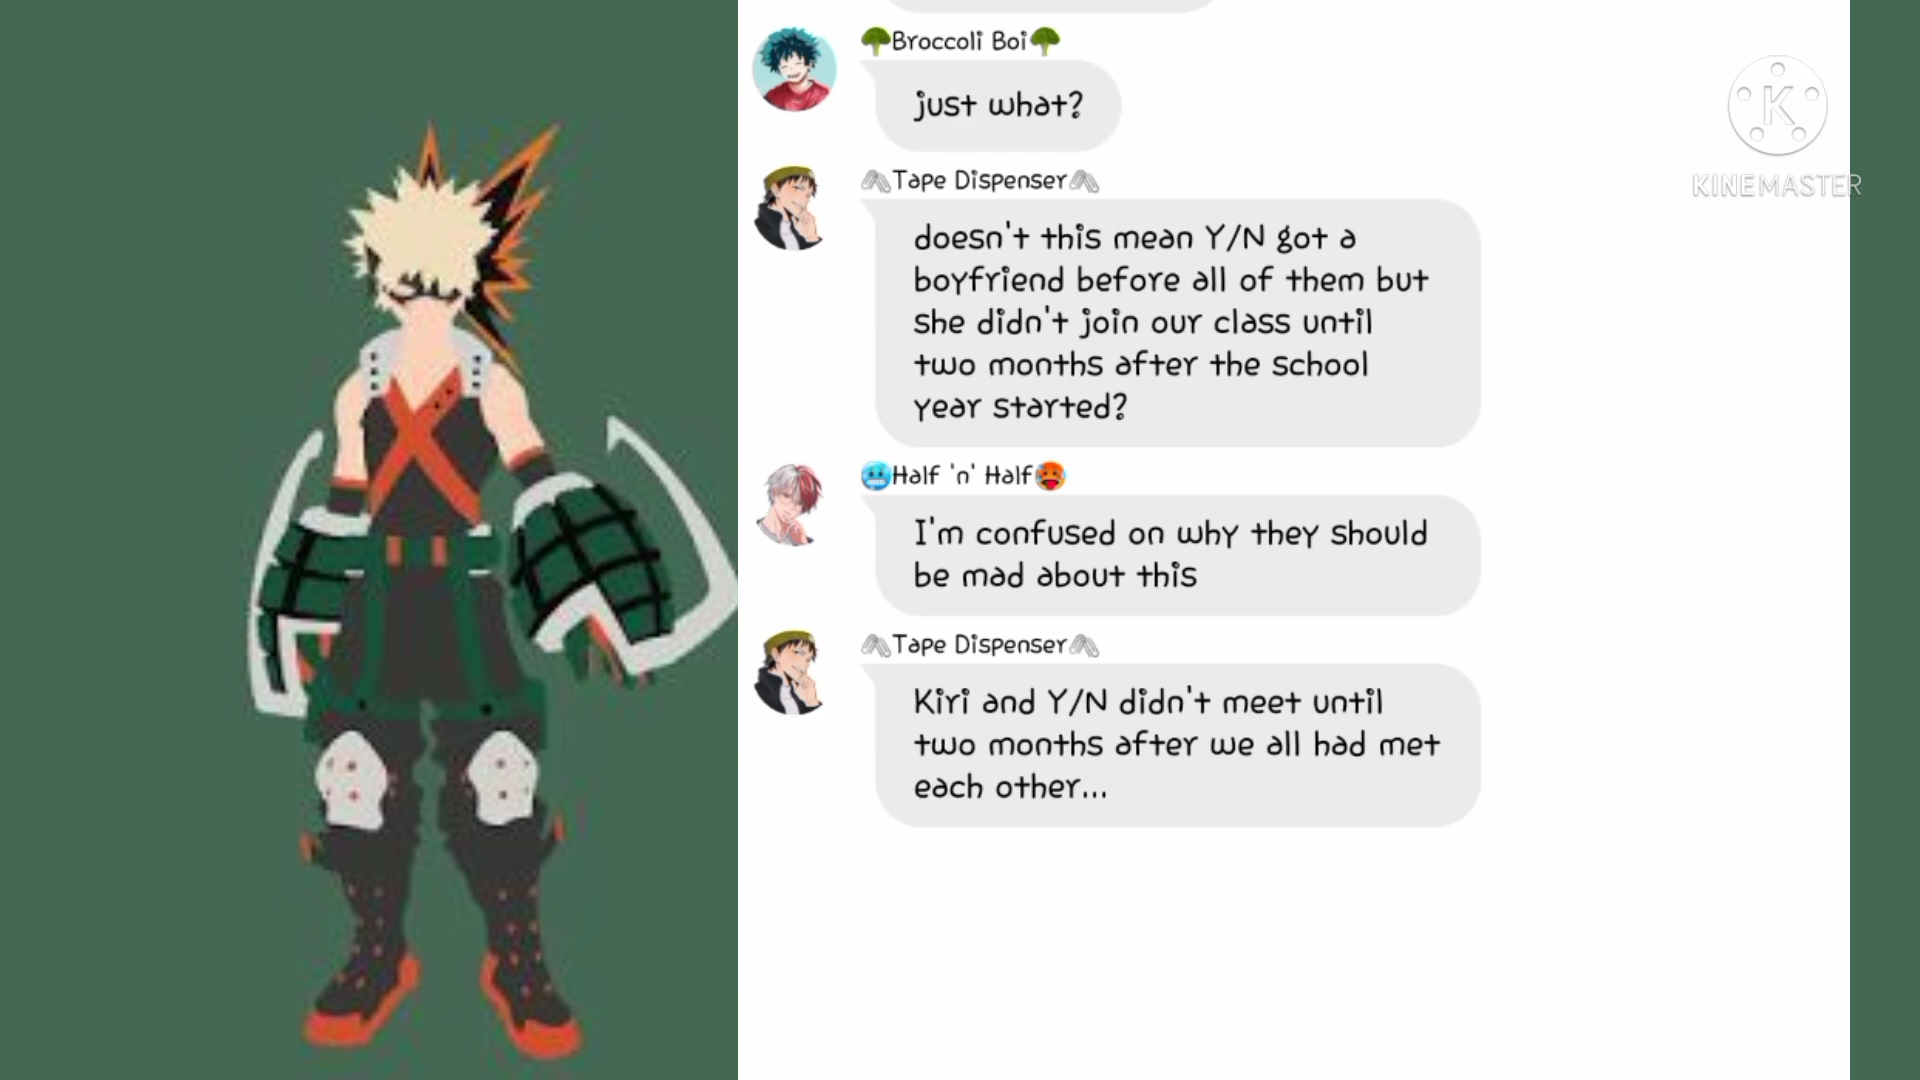 🥦Broccoli Boi🥦
just what?
🖇Tape Dispenser🖇
doesn't this mean Y/N got a
boyfriend before all of them but
she didn't join our class until
two months after the school
year started?
🥶Half 'n' Half🥵
I'm confused on why they should
be mad about this
🖇Tape Dispenser🖇
Kiri and Y/N didn't meet until
two months after we all had met
each other...
K
KINEMASTER